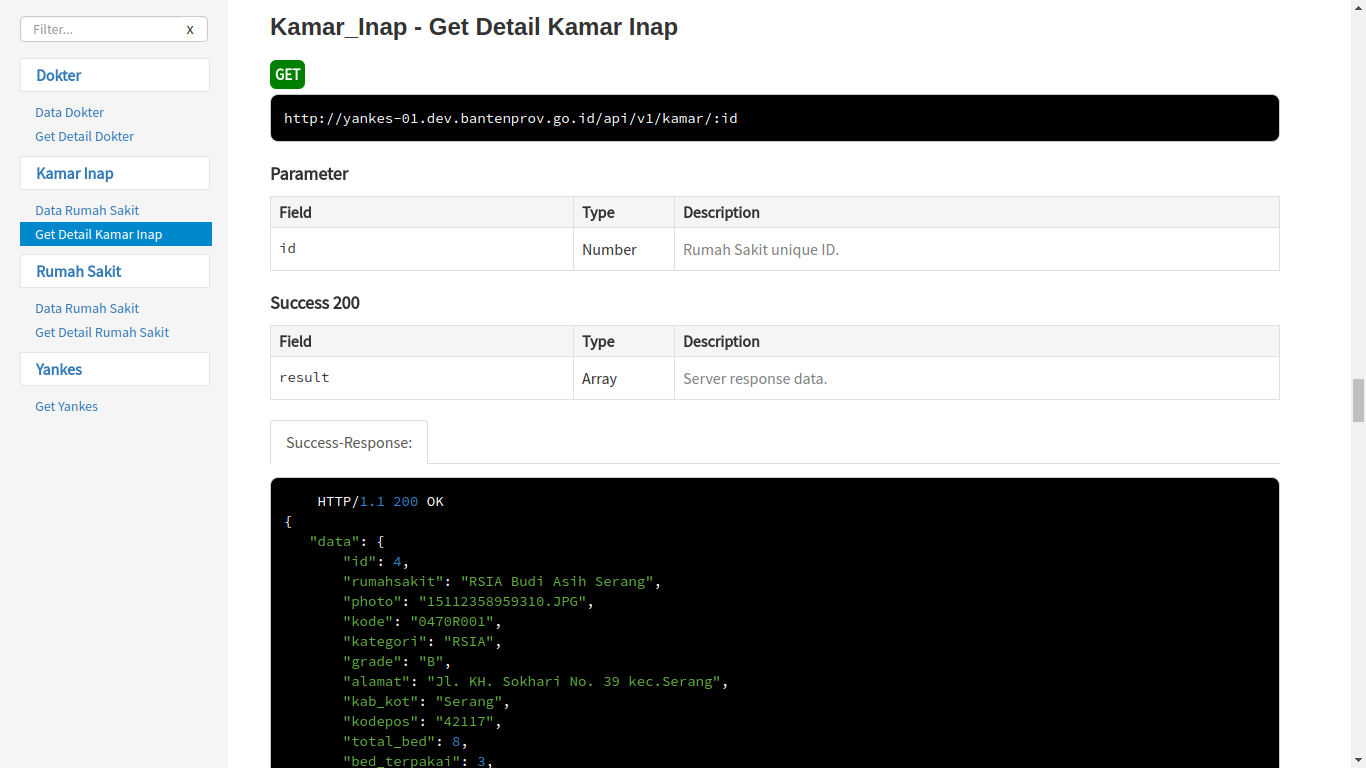 Filter...
x
Dokter
Data Dokter
Get Detail Dokter
Kamar Inap
Data Rumah Sakit
Get Detail Kamar Inap
Rumah Sakit
Data Rumah Sakit
Get Detail Rumah Sakit
Yankes
Get Yankes
Kamar_Inap - Get Detail Kamar Inap
GET
http://yankes-01.dev.bantenprov.go.id/api/v1/kamar/:id
Parameter
Field Type Description
id Number Rumah Sakit unique ID.
Success 200
Field Type Description
result Array Server response data.
Success-Response:
HTTP/1.1 200 OK
{
"data": {
"id": 4,
"rumahsakit": "RSIA Budi Asih Serang",
"photo": "15112358959310.JPG",
"kode": "0470R001",
"kategori": "RSIA",
"grade": "B",
"alamat": "Jl. KH. Sokhari No. 39 kec.Serang",
"kab_kot": "Serang",
"kodepos": "42117",
"total_bed": 8,
"bed_terpakai": 3,